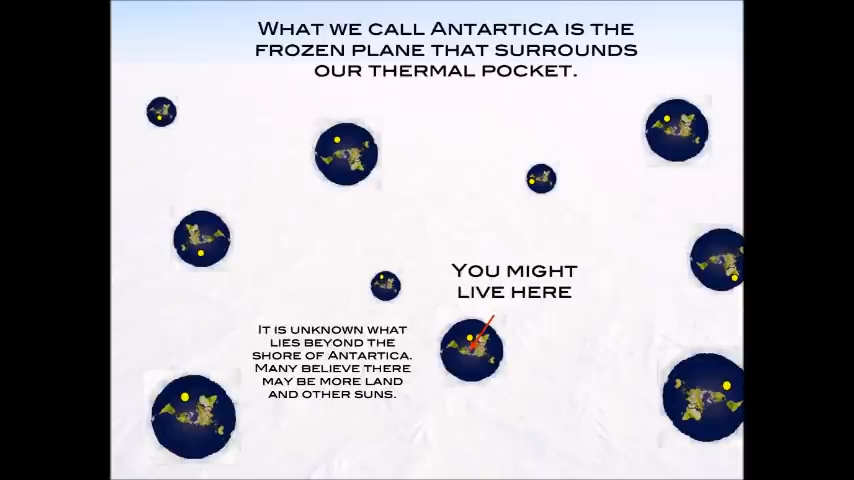 What we call Antartica is the
frozen plane that surrounds
our thermal pocket.
You might
live here
It is unknown what
lies beyond the
shore of Antartica.
Many believe there
may be more land
and other suns.